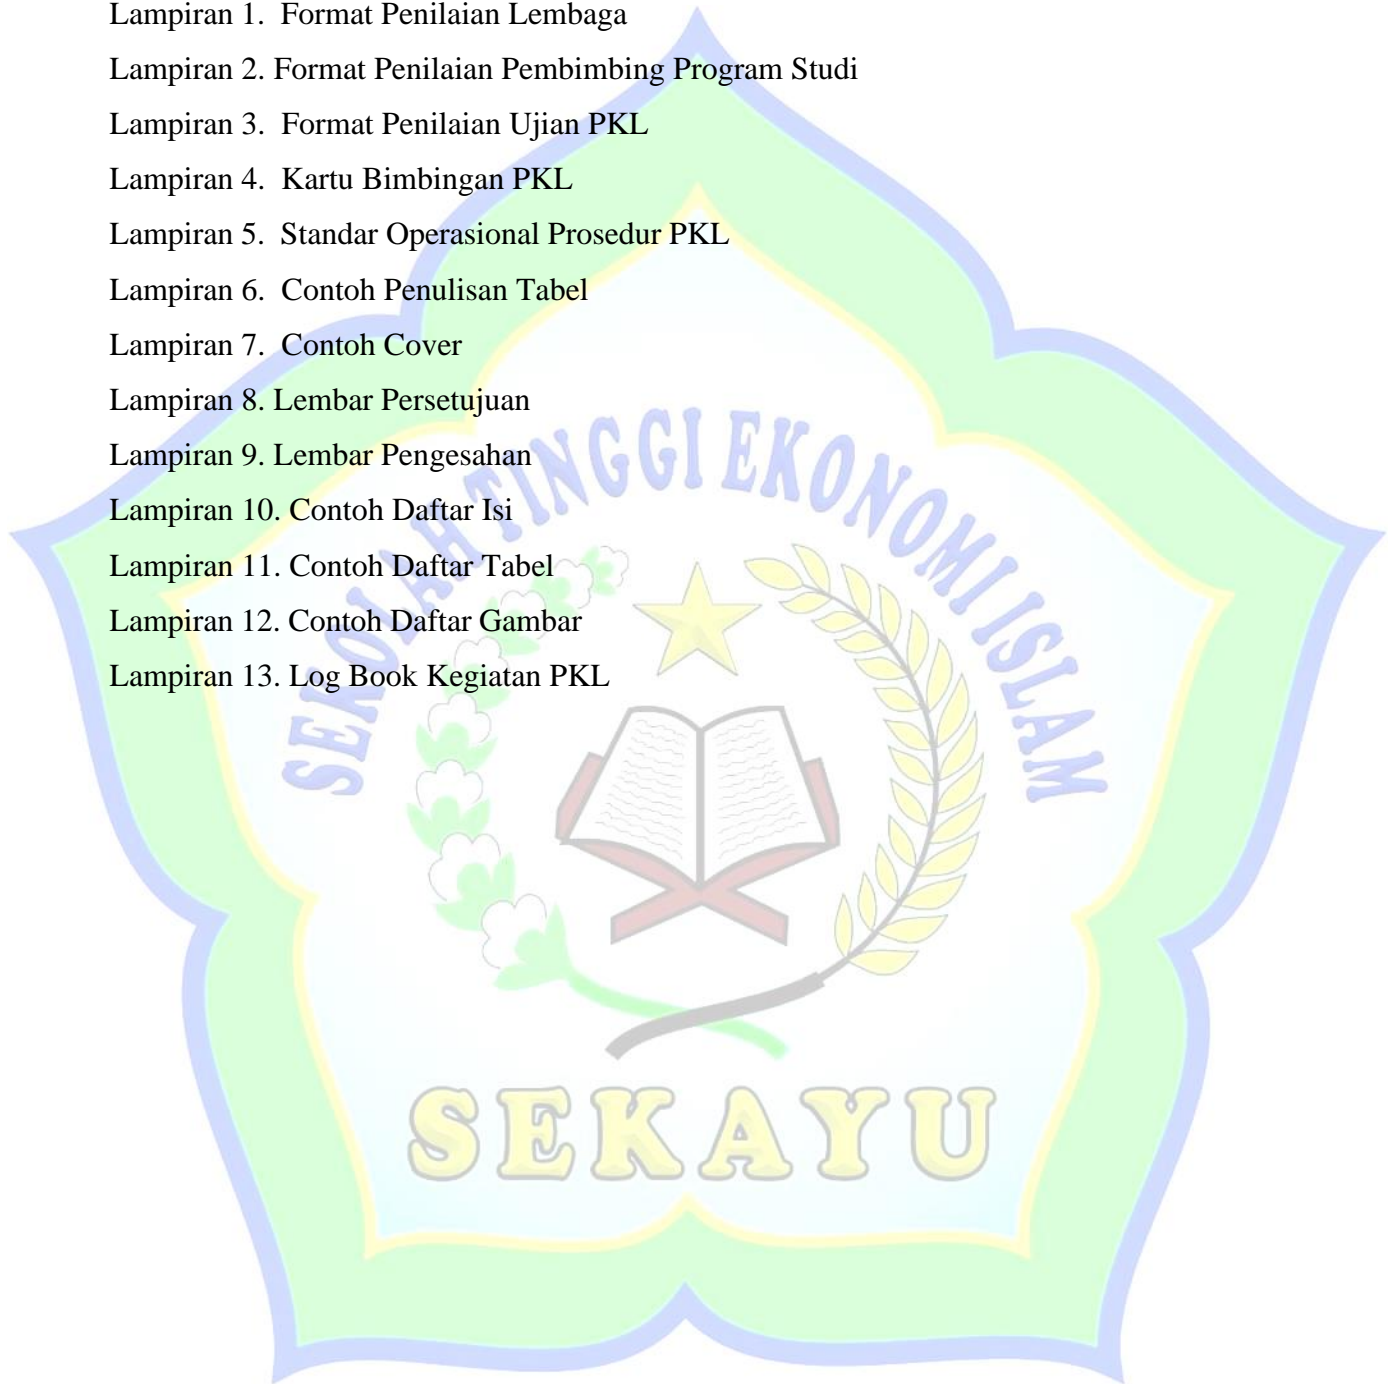 Lampiran 1.  Format Penilaian Lembaga
Lampiran 2. Format Penilaian Pembimbing Program Studi
Lampiran 3.  Format Penilaian Ujian PKL
Lampiran 4.  Kartu Bimbingan PKL
Lampiran 5.  Standar Operasional Prosedur PKL
Lampiran 6.  Contoh Penulisan Tabel
Lampiran 7.  Contoh Cover
Lampiran 8. Lembar Persetujuan
Lampiran 9. Lembar Pengesahan
Lampiran 10. Contoh Daftar Isi
Lampiran 11. Contoh Daftar Tabel
Lampiran 12. Contoh Daftar Gambar
Lampiran 13. Log Book Kegiatan PKL
SEKOLAH TINGGI EKONOMI ISLAM
SEKAYU